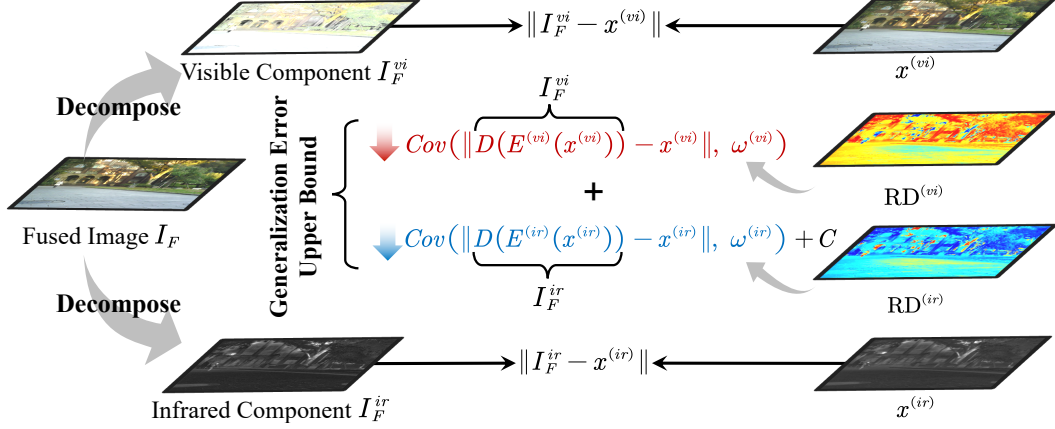 Visible Component $I_F^{vi}$
$\| I_F^{vi} - x^{(vi)} \|$
$x^{(vi)}$
Decompose
$I_F^{vi}$
Generalization Error
Upper Bound
$Cov(\| D(E^{(vi)}(x^{(vi)})) - x^{(vi)} \|, \omega^{(vi)})$
$\mathrm{RD}^{(vi)}$
+
Fused Image $I_F$
$Cov(\| D(E^{(ir)}(x^{(ir)})) - x^{(ir)} \|, \omega^{(ir)}) + C$
$I_F^{ir}$
$\mathrm{RD}^{(ir)}$
Decompose
$\| I_F^{ir} - x^{(ir)} \|$
Infrared Component $I_F^{ir}$
$x^{(ir)}$